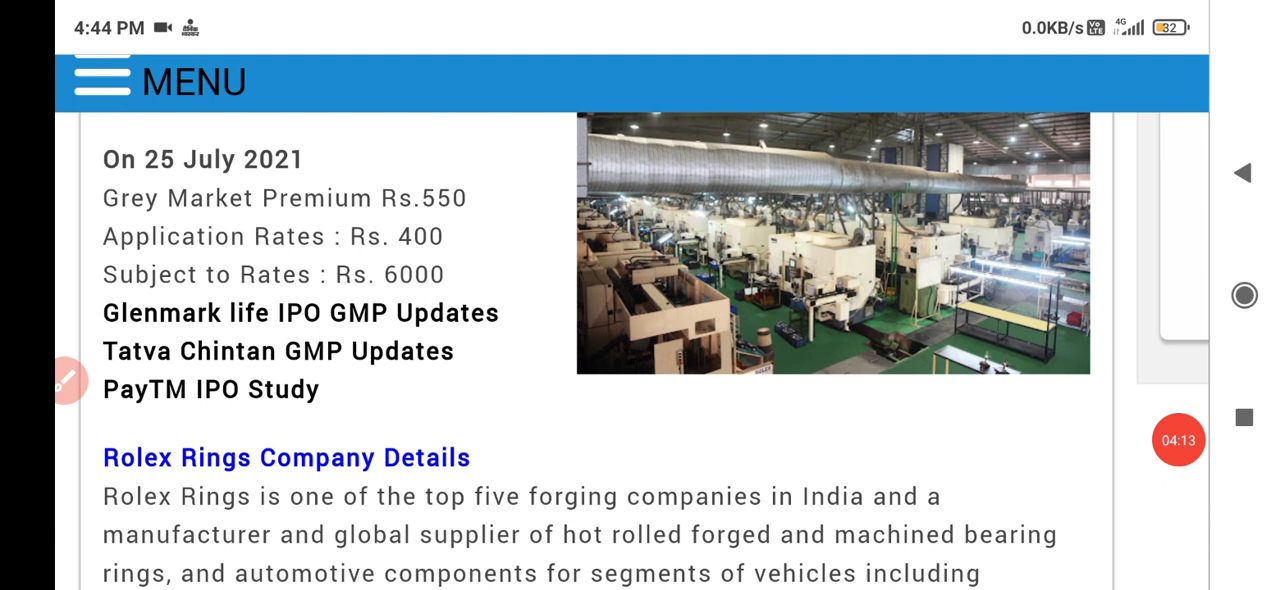 4:44 PM
0.0KB/s Vo LTE 4G 32
MENU
On 25 July 2021
Grey Market Premium Rs.550
Application Rates : Rs. 400
Subject to Rates : Rs. 6000
Glenmark life IPO GMP Updates
Tatva Chintan GMP Updates
PayTM IPO Study
04:13
Rolex Rings Company Details
Rolex Rings is one of the top five forging companies in India and a
manufacturer and global supplier of hot rolled forged and machined bearing
rings, and automotive components for segments of vehicles including